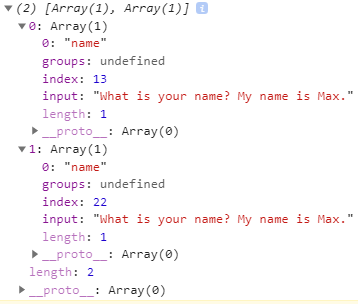 ▼ (2) [Array(1), Array(1)] i
▼ 0: Array(1)
0: "name"
groups: undefined
index: 13
input: "What is your name? My name is Max."
length: 1
▶ __proto__: Array(0)
▼ 1: Array(1)
0: "name"
groups: undefined
index: 22
input: "What is your name? My name is Max."
length: 1
▶ __proto__: Array(0)
length: 2
▶ __proto__: Array(0)